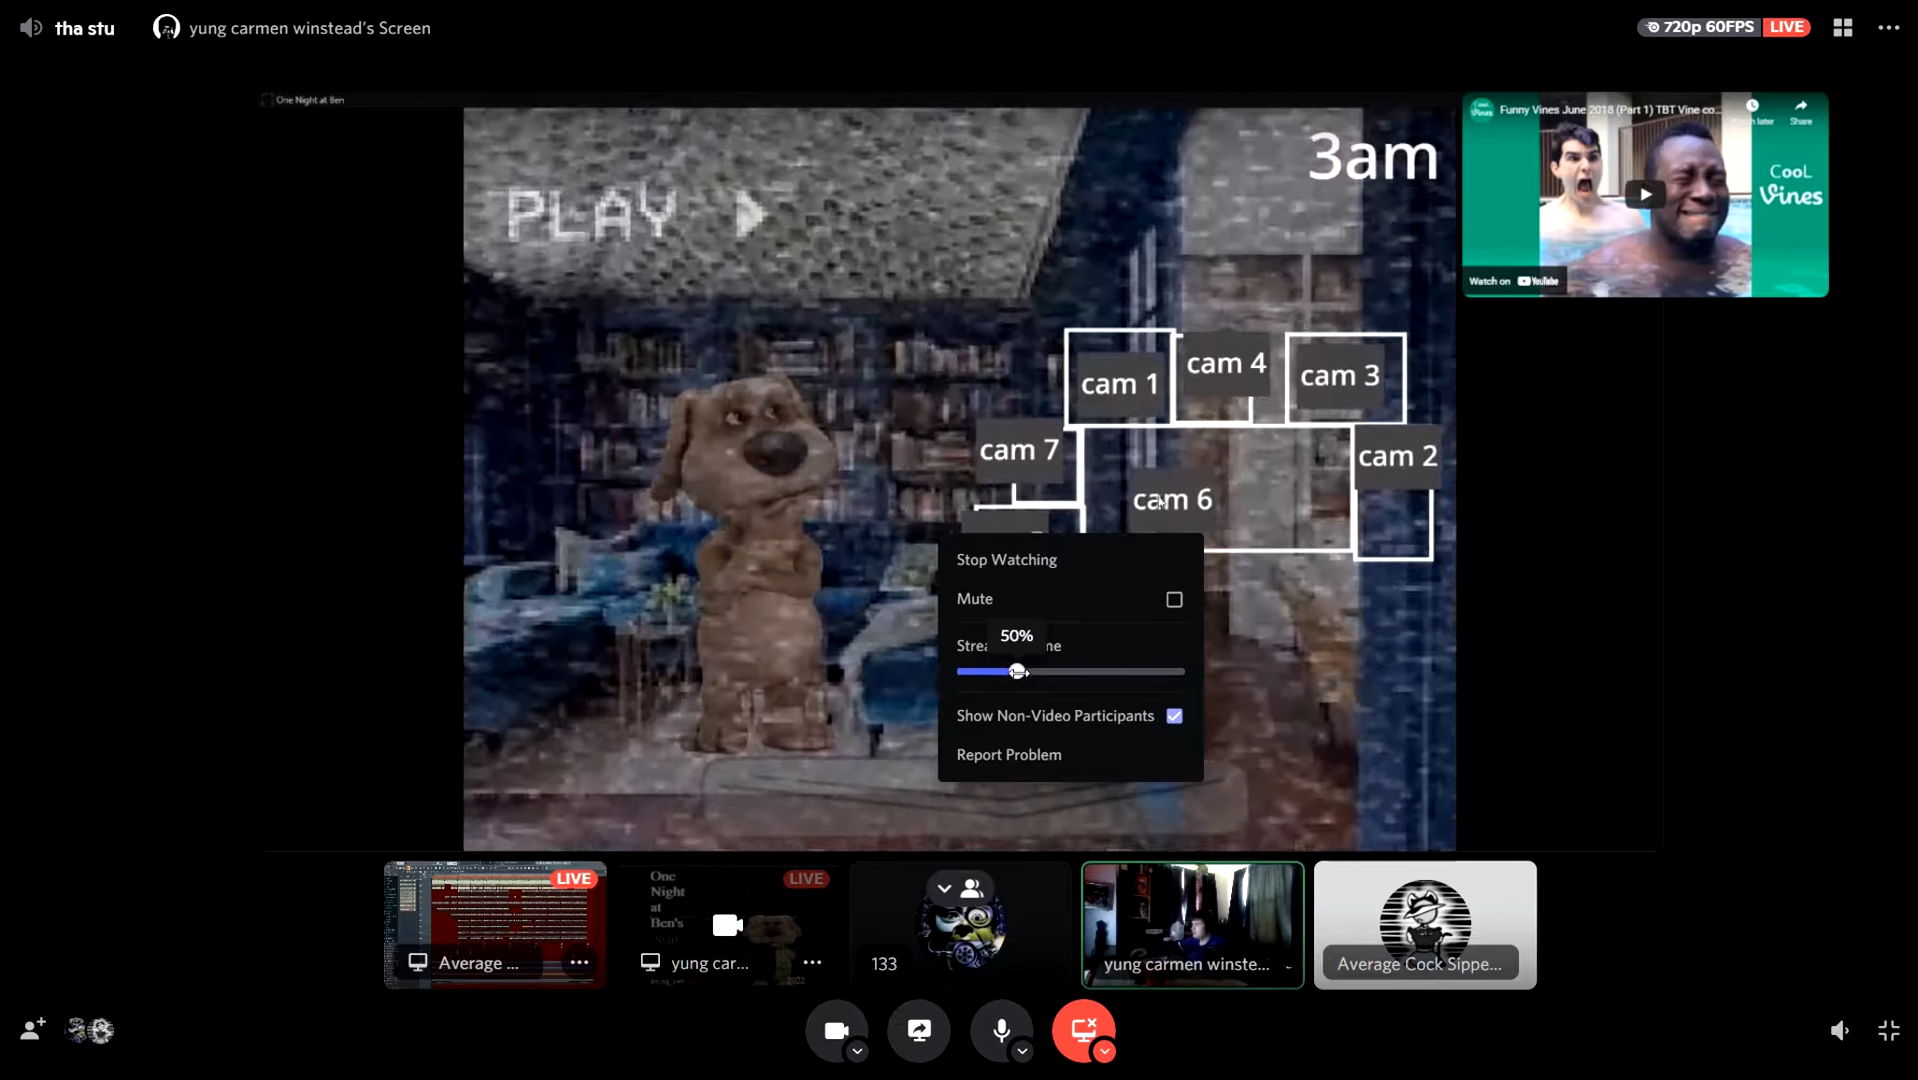 tha stu
yung carmen winstead's Screen
720p 60FPS
LIVE
One Night at Ben
PLAY
3am
Funny Vines June 2018 (Part 1) TBT Vine co...
Watch later
Share
CooL
Vines
Watch on YouTube
cam 1
cam 4
cam 3
cam 7
cam 2
cam 6
Stop Watching
Mute
50%
Show Non-Video Participants
Report Problem
LIVE
Average ...
One
Night
at
Ben's
LIVE
yung car...
2022
133
yung carmen winste...
Average Cock Sippe...